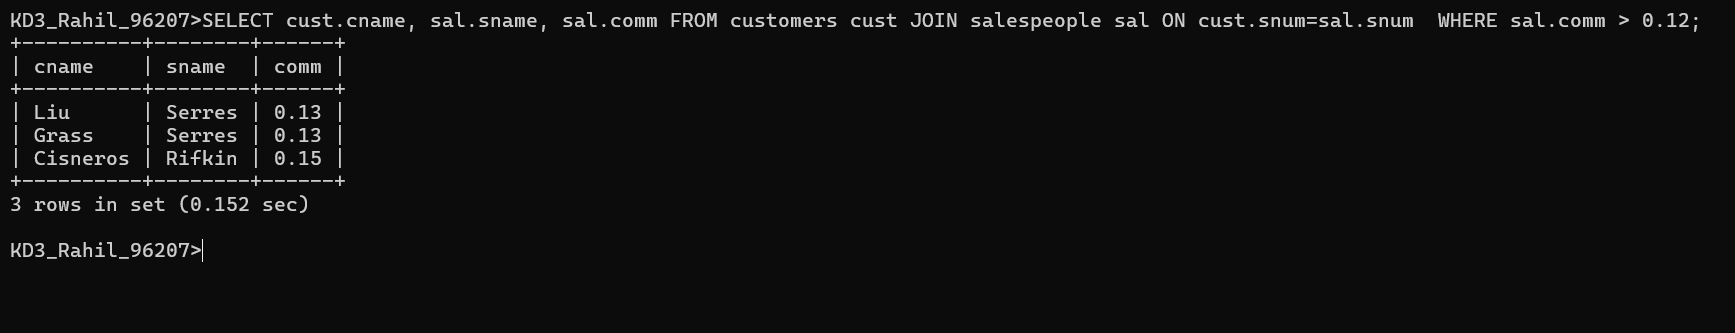 KD3_Rahil_96207>SELECT cust.cname, sal.sname, sal.comm FROM customers cust JOIN salespeople sal ON cust.snum=sal.snum  WHERE sal.comm > 0.12;
+----------+--------+------+
| cname    | sname  | comm |
+----------+--------+------+
| Liu      | Serres | 0.13 |
| Grass    | Serres | 0.13 |
| Cisneros | Rifkin | 0.15 |
+----------+--------+------+
3 rows in set (0.152 sec)
KD3_Rahil_96207>